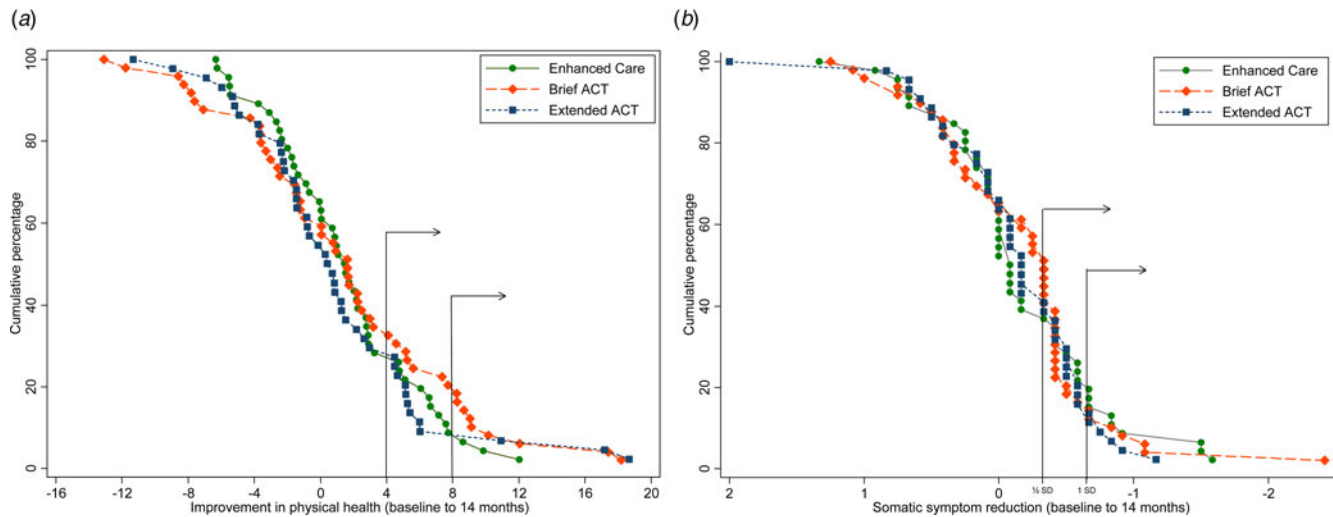 (a)
Cumulative percentage
100
80
60
40
20
0
Enhanced Care
Brief ACT
Extended ACT
-16 -12 -8 -4 0 4 8 12 16 20
Improvement in physical health (baseline to 14 months)
(b)
Cumulative percentage
100
80
60
40
20
0
Enhanced Care
Brief ACT
Extended ACT
2 1 0 ½ SD 1 SD -1 -2
Somatic symptom reduction (baseline to 14 months)